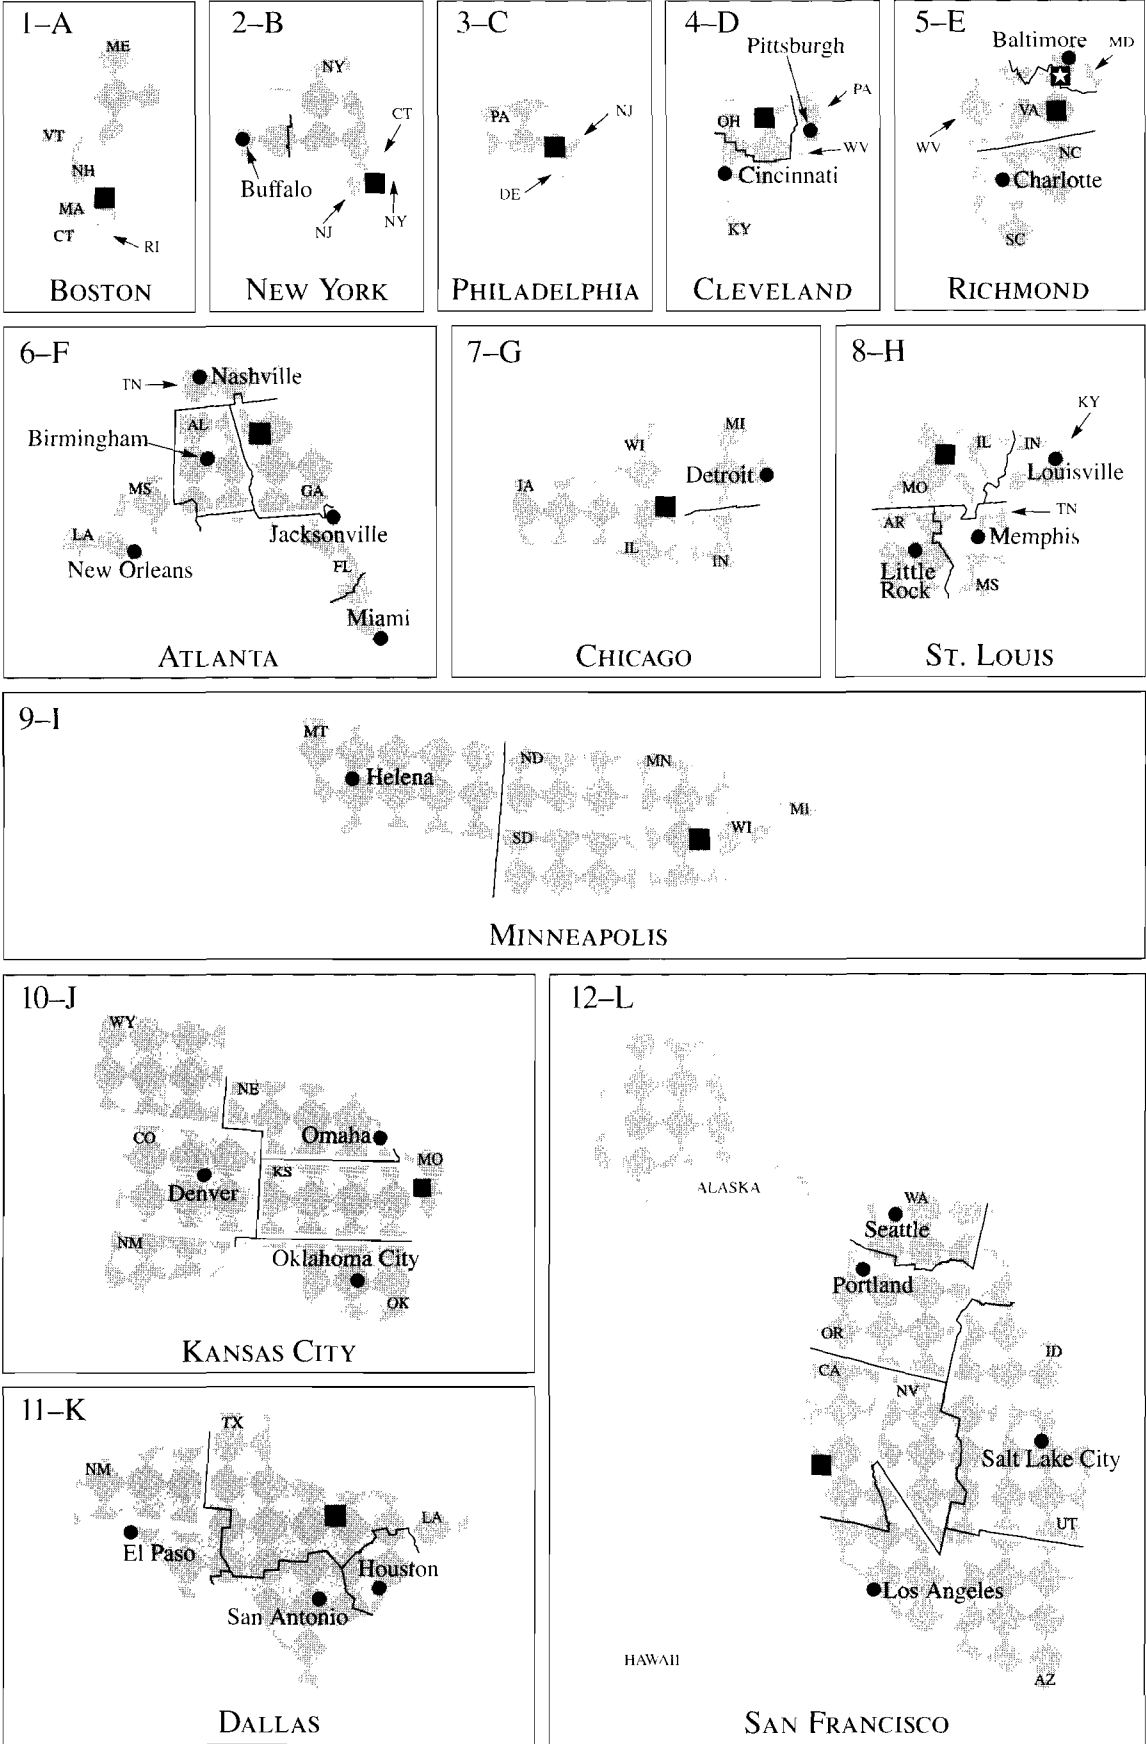 1–A
ME
VT
NH
MA
CT
RI
BOSTON
2–B
NY
CT
Buffalo
NJ
NY
NEW YORK
3–C
PA
NJ
DE
PHILADELPHIA
4–D
Pittsburgh
PA
OH
WV
Cincinnati
KY
CLEVELAND
5–E
Baltimore
MD
VA
WV
NC
Charlotte
SC
RICHMOND
6–F
TN
Nashville
AL
Birmingham
MS
GA
LA
Jacksonville
New Orleans
FL
Miami
ATLANTA
7–G
MI
WI
Detroit
IA
IL
IN
CHICAGO
8–H
KY
IL
IN
Louisville
MO
TN
AR
Memphis
Little
Rock
MS
ST. LOUIS
9–I
MT
ND
MN
Helena
MI
SD
WI
MINNEAPOLIS
10–J
WY
NE
CO
Omaha
MO
KS
Denver
NM
Oklahoma City
OK
KANSAS CITY
12–L
ALASKA
WA
Seattle
Portland
OR
ID
CA
NV
Salt Lake City
UT
Los Angeles
HAWAII
AZ
SAN FRANCISCO
11–K
TX
NM
LA
El Paso
Houston
San Antonio
DALLAS